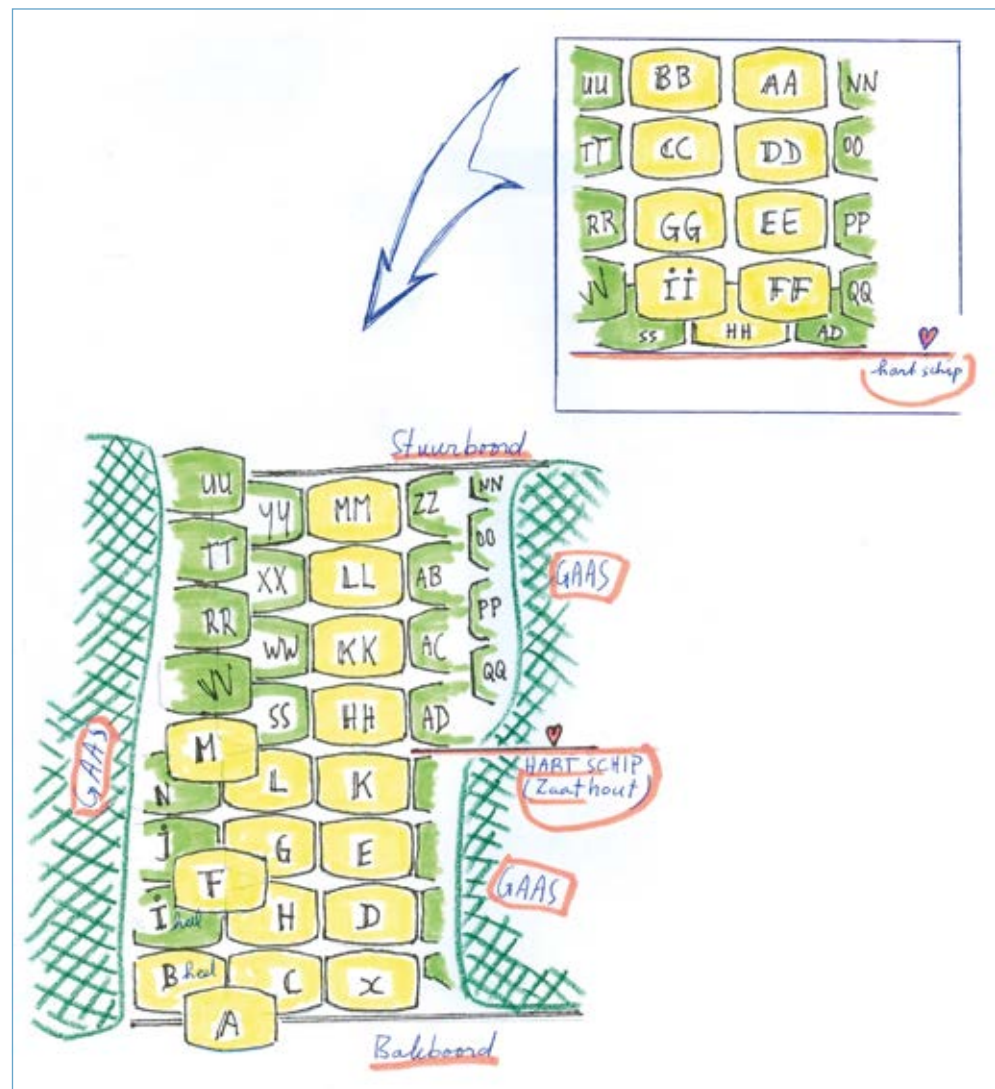 UU BB AA NN
TT CC DD OO
RR GG EE PP
VV II FF QQ
SS HH AD
hart schip
Stuurboord
UU NN
YY MM ZZ
OO
TT
XX LL AB
GAAS
RR PP
WW KK AC
VV QQ
SS HH AD
M
HART SCHIP
(Zaathout)
GAAS
N L K
J G E
F
GAAS
I heel H D
B heel C X
A
Bakboord